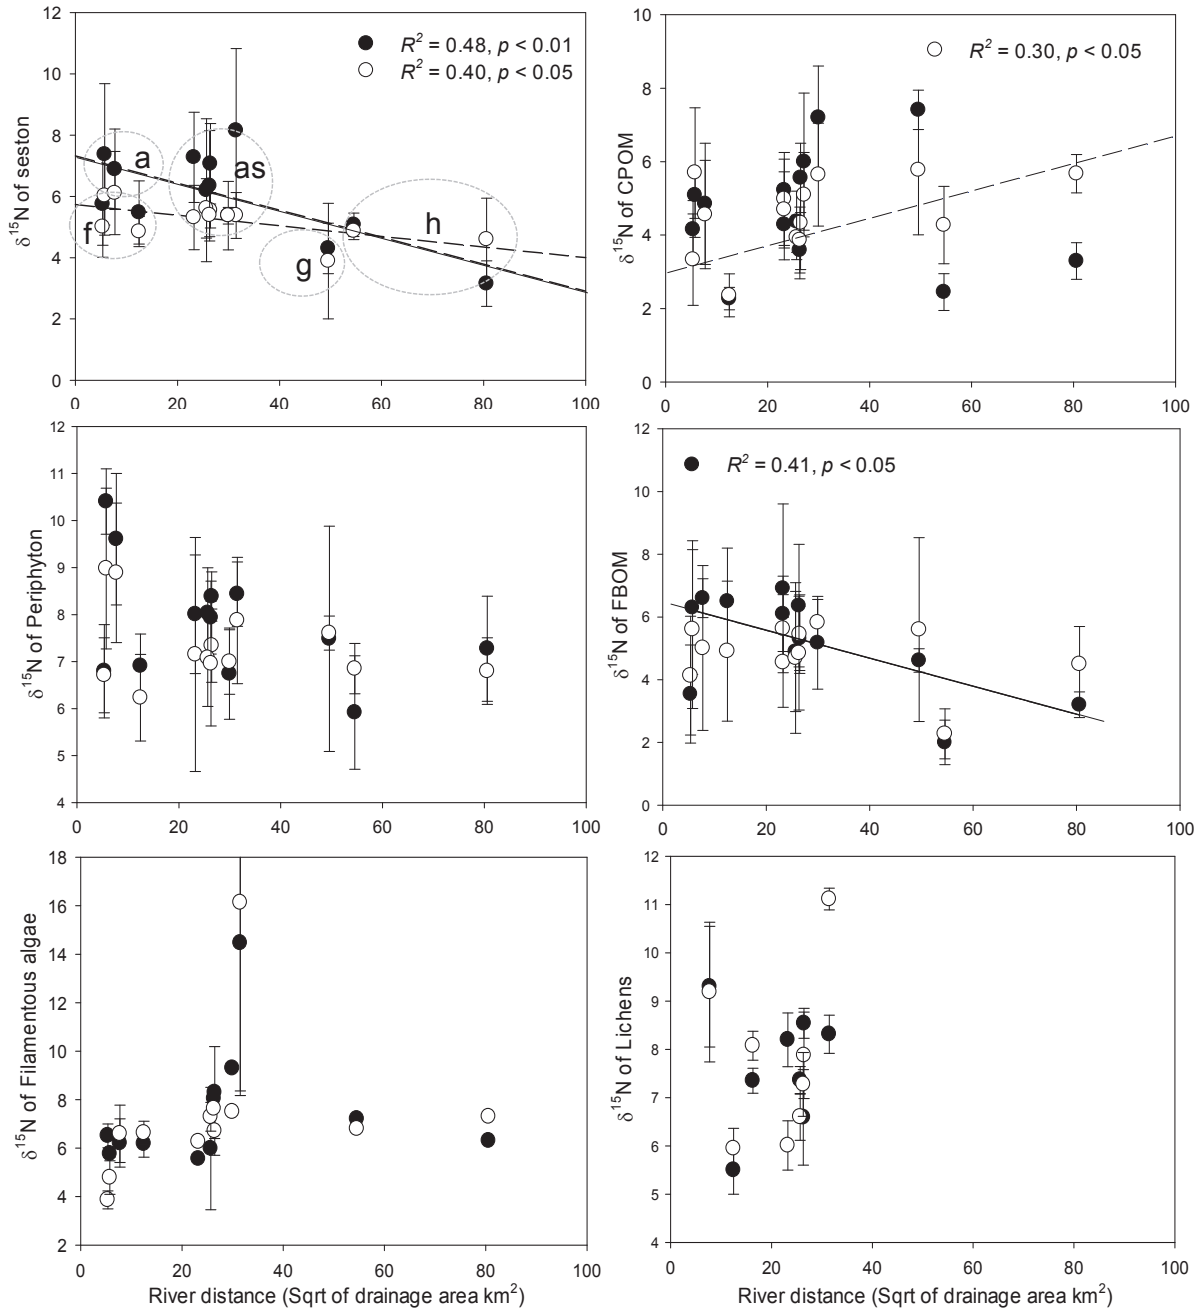 12
10
8
6
4
2
0
0 20 40 60 80 100
δ¹⁵N of seston
R² = 0.48, p < 0.01
R² = 0.40, p < 0.05
a
as
f
g
h
10
8
6
4
2
0
0 20 40 60 80 100
δ¹⁵N of CPOM
R² = 0.30, p < 0.05
12
11
10
9
8
7
6
5
4
0 20 40 60 80 100
δ¹⁵N of Periphyton
12
10
8
6
4
2
0
0 20 40 60 80 100
δ¹⁵N of FBOM
R² = 0.41, p < 0.05
18
16
14
12
10
8
6
4
2
0 20 40 60 80 100
δ¹⁵N of Filamentous algae
River distance (Sqrt of drainage area km²)
12
11
10
9
8
7
6
5
4
0 20 40 60 80 100
δ¹⁵N of Lichens
River distance (Sqrt of drainage area km²)